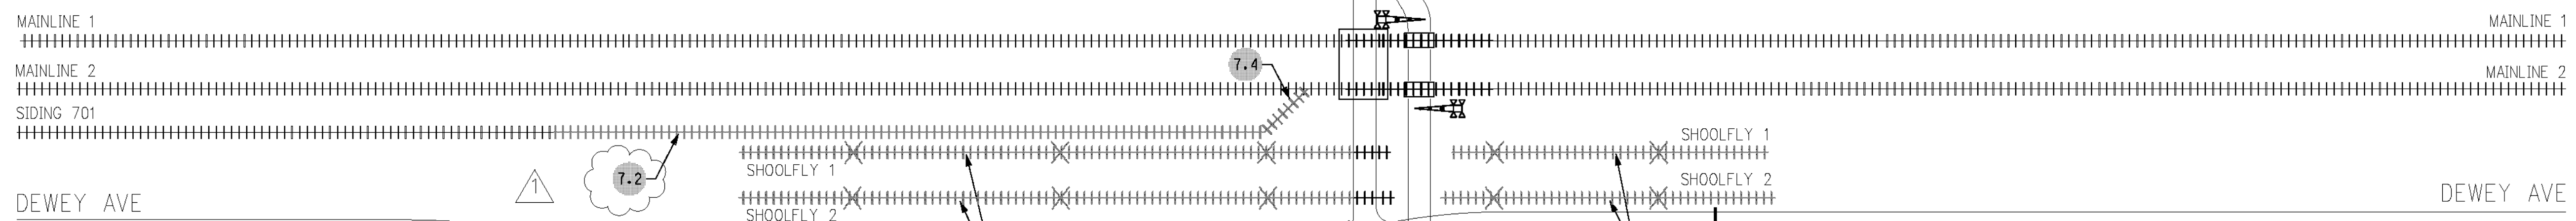 MAINLINE 1
MAINLINE 1
MAINLINE 2
7.4
MAINLINE 2
SIDING 701
SHOOLFLY 1
SHOOLFLY 1
7.2
1
SHOOLFLY 2
DEWEY AVE
DEWEY AVE
SHOOLFLY 2